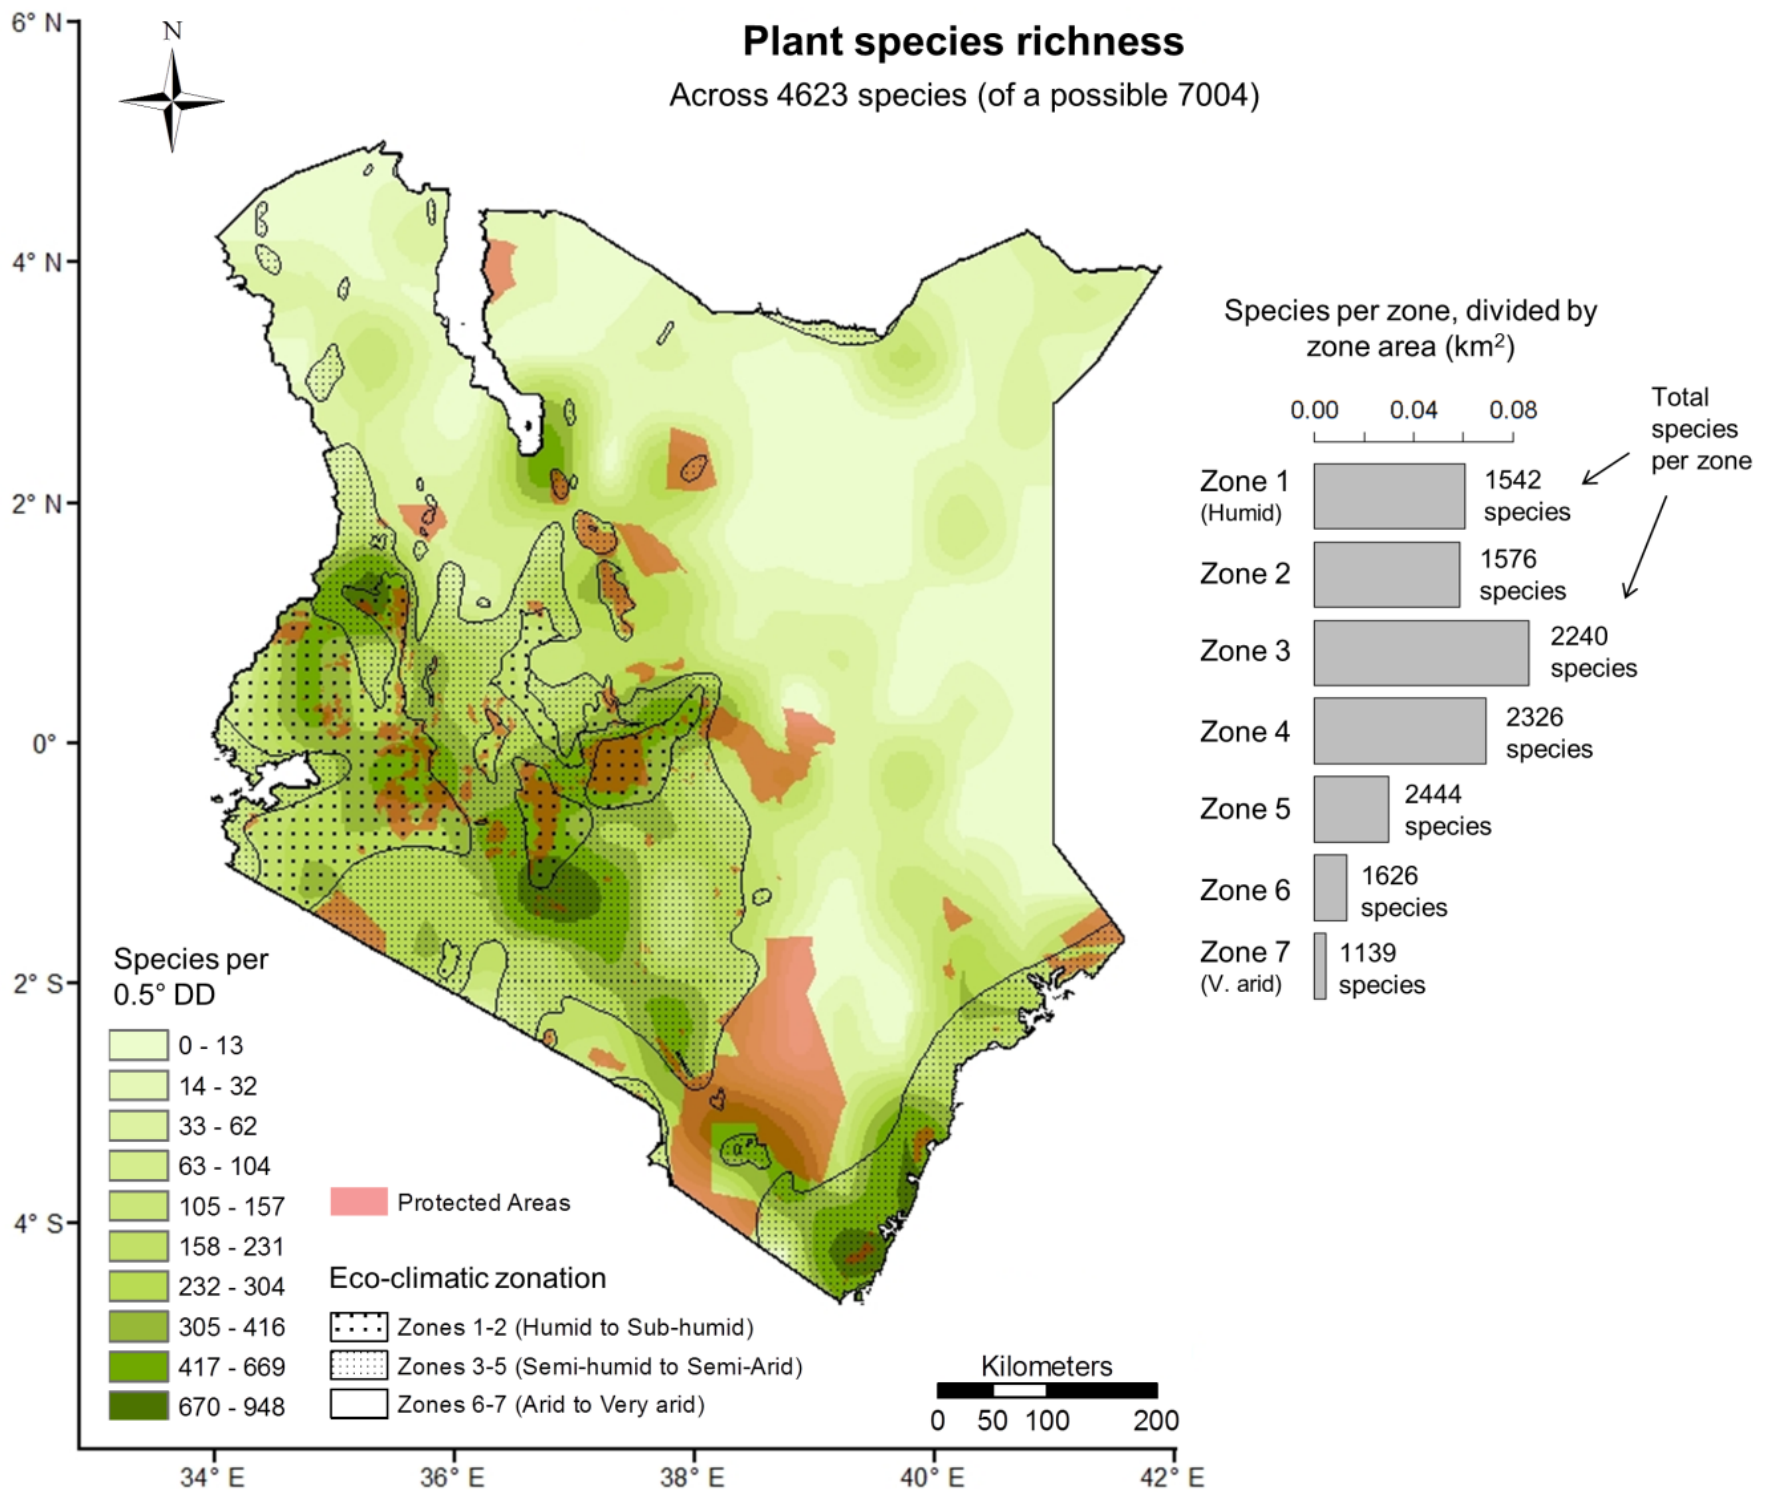 Plant species richness
Across 4623 species (of a possible 7004)
N
6° N
4° N
2° N
0°
2° S
4° S
34° E
36° E
38° E
40° E
42° E
Species per zone, divided by
zone area (km²)
0.00 0.04 0.08
Total
species
per zone
Zone 1
(Humid)
1542
species
Zone 2
1576
species
Zone 3
2240
species
Zone 4
2326
species
Zone 5
2444
species
Zone 6
1626
species
Zone 7
(V. arid)
1139
species
Species per
0.5° DD
0 - 13
14 - 32
33 - 62
63 - 104
105 - 157
158 - 231
232 - 304
305 - 416
417 - 669
670 - 948
Protected Areas
Eco-climatic zonation
Zones 1-2 (Humid to Sub-humid)
Zones 3-5 (Semi-humid to Semi-Arid)
Zones 6-7 (Arid to Very arid)
Kilometers
0 50 100 200